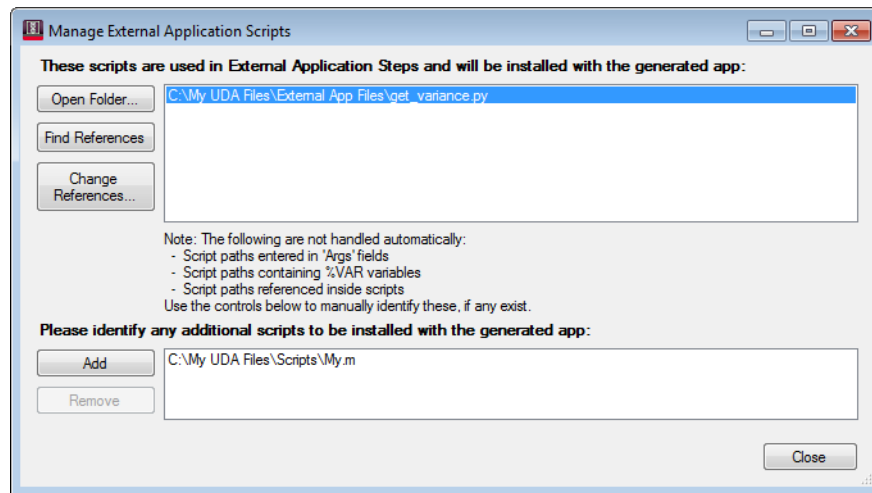 Manage External Application Scripts
These scripts are used in External Application Steps and will be installed with the generated app:
Open Folder...
C:\My UDA Files\External App Files\get_variance.py
Find References
Change
References...
Note: The following are not handled automatically:
- Script paths entered in 'Args' fields
- Script paths containing %VAR variables
- Script paths referenced inside scripts
Use the controls below to manually identify these, if any exist.
Please identify any additional scripts to be installed with the generated app:
Add
C:\My UDA Files\Scripts\My.m
Remove
Close